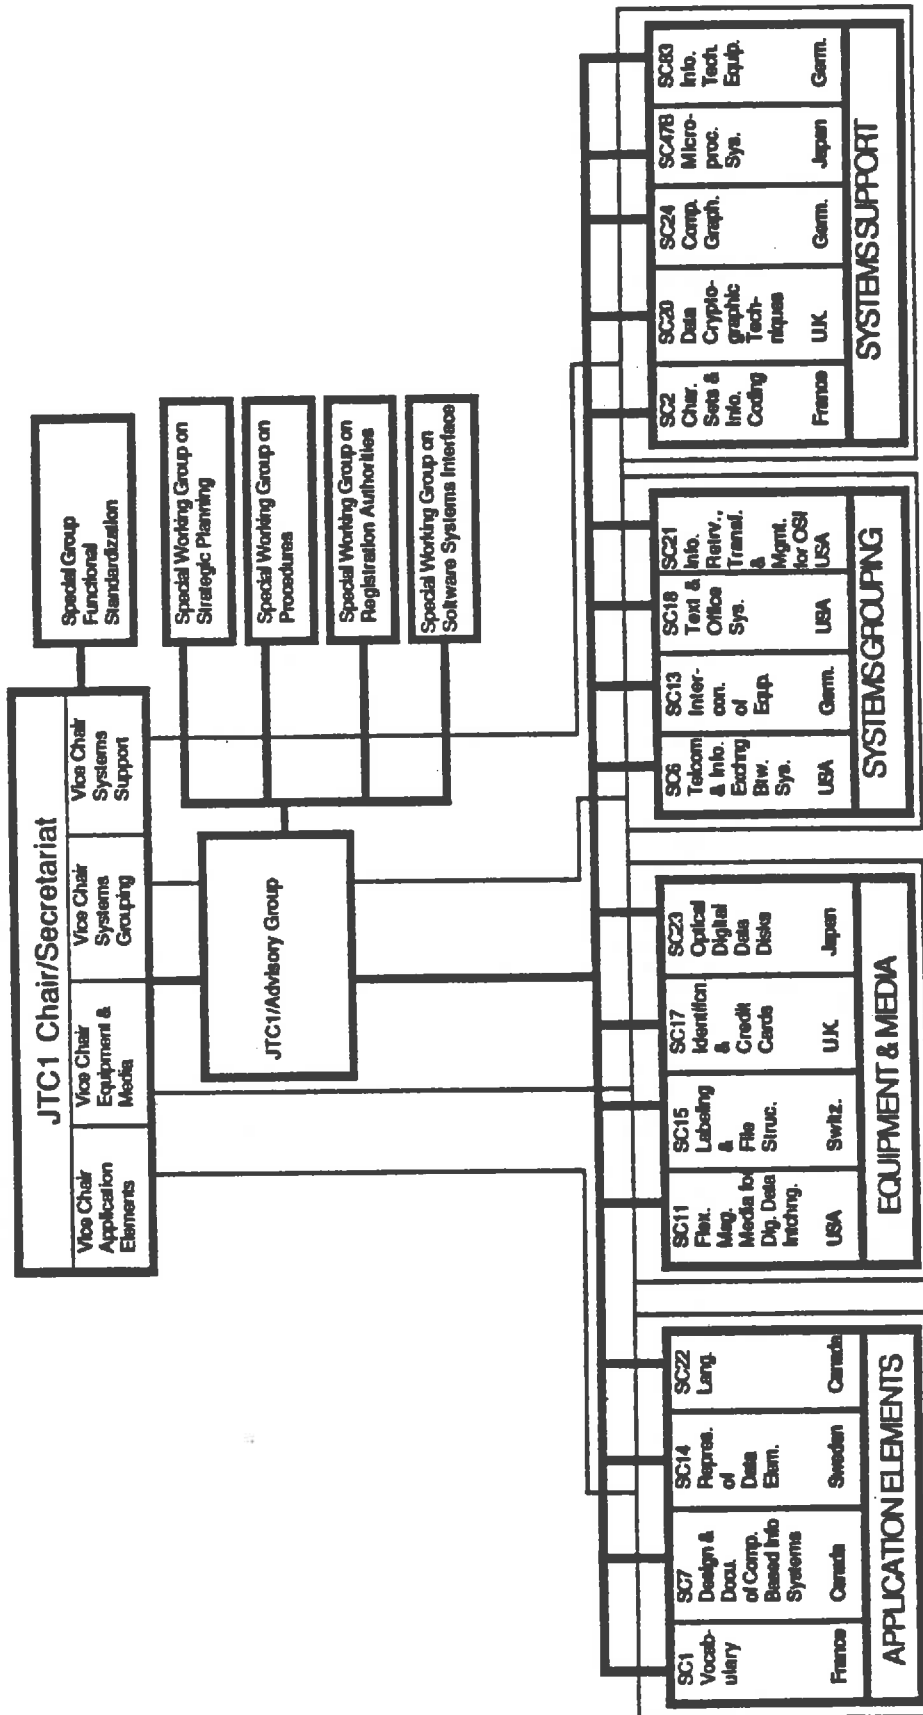 JTC1 Chair/Secretariat
Vice Chair
Application
Elements
Vice Chair
Equipment &
Media
Vice Chair
Systems
Grouping
Vice Chair
Systems
Support
Special Group
Functional
Standardization
JTC1/Advisory Group
Special Working Group on
Strategic Planning
Special Working Group on
Procedures
Special Working Group on
Registration Authorities
Special Working Group on
Software Systems Interface
SC1
Vocab-
ulary
France
SC7
Design &
Docu.
of Comp.
Based Info
Systems
Canada
SC14
Repres.
of
Data
Elem.
Sweden
SC22
Lang.
Canada
APPLICATION ELEMENTS
SC11
Flex.
Mag.
Media for
Dig. Data
Intchng.
USA
SC15
Labeling
&
File
Struc.
Switz.
SC17
Identifcn.
&
Credit
Cards
U.K.
SC23
Optical
Digital
Data
Disks
Japan
EQUIPMENT & MEDIA
SC6
Telcom
& Info.
Exchng
Btw.
Sys.
USA
SC13
Inter-
con.
of
Equp.
Germ.
SC18
Text &
Office
Sys.
USA
SC21
Info.
Retrv.,
Transf.
&
Mgmt.
for OSI
USA
SYSTEMS GROUPING
SC2
Char.
Sets &
Info.
Coding
France
SC20
Data
Crypto-
graphic
Tech-
niques
U.K.
SC24
Comp.
Graph.
Germ.
SC47B
Micro-
proc.
Sys.
Japan
SC83
Info.
Tech.
Equip.
Germ.
SYSTEMS SUPPORT